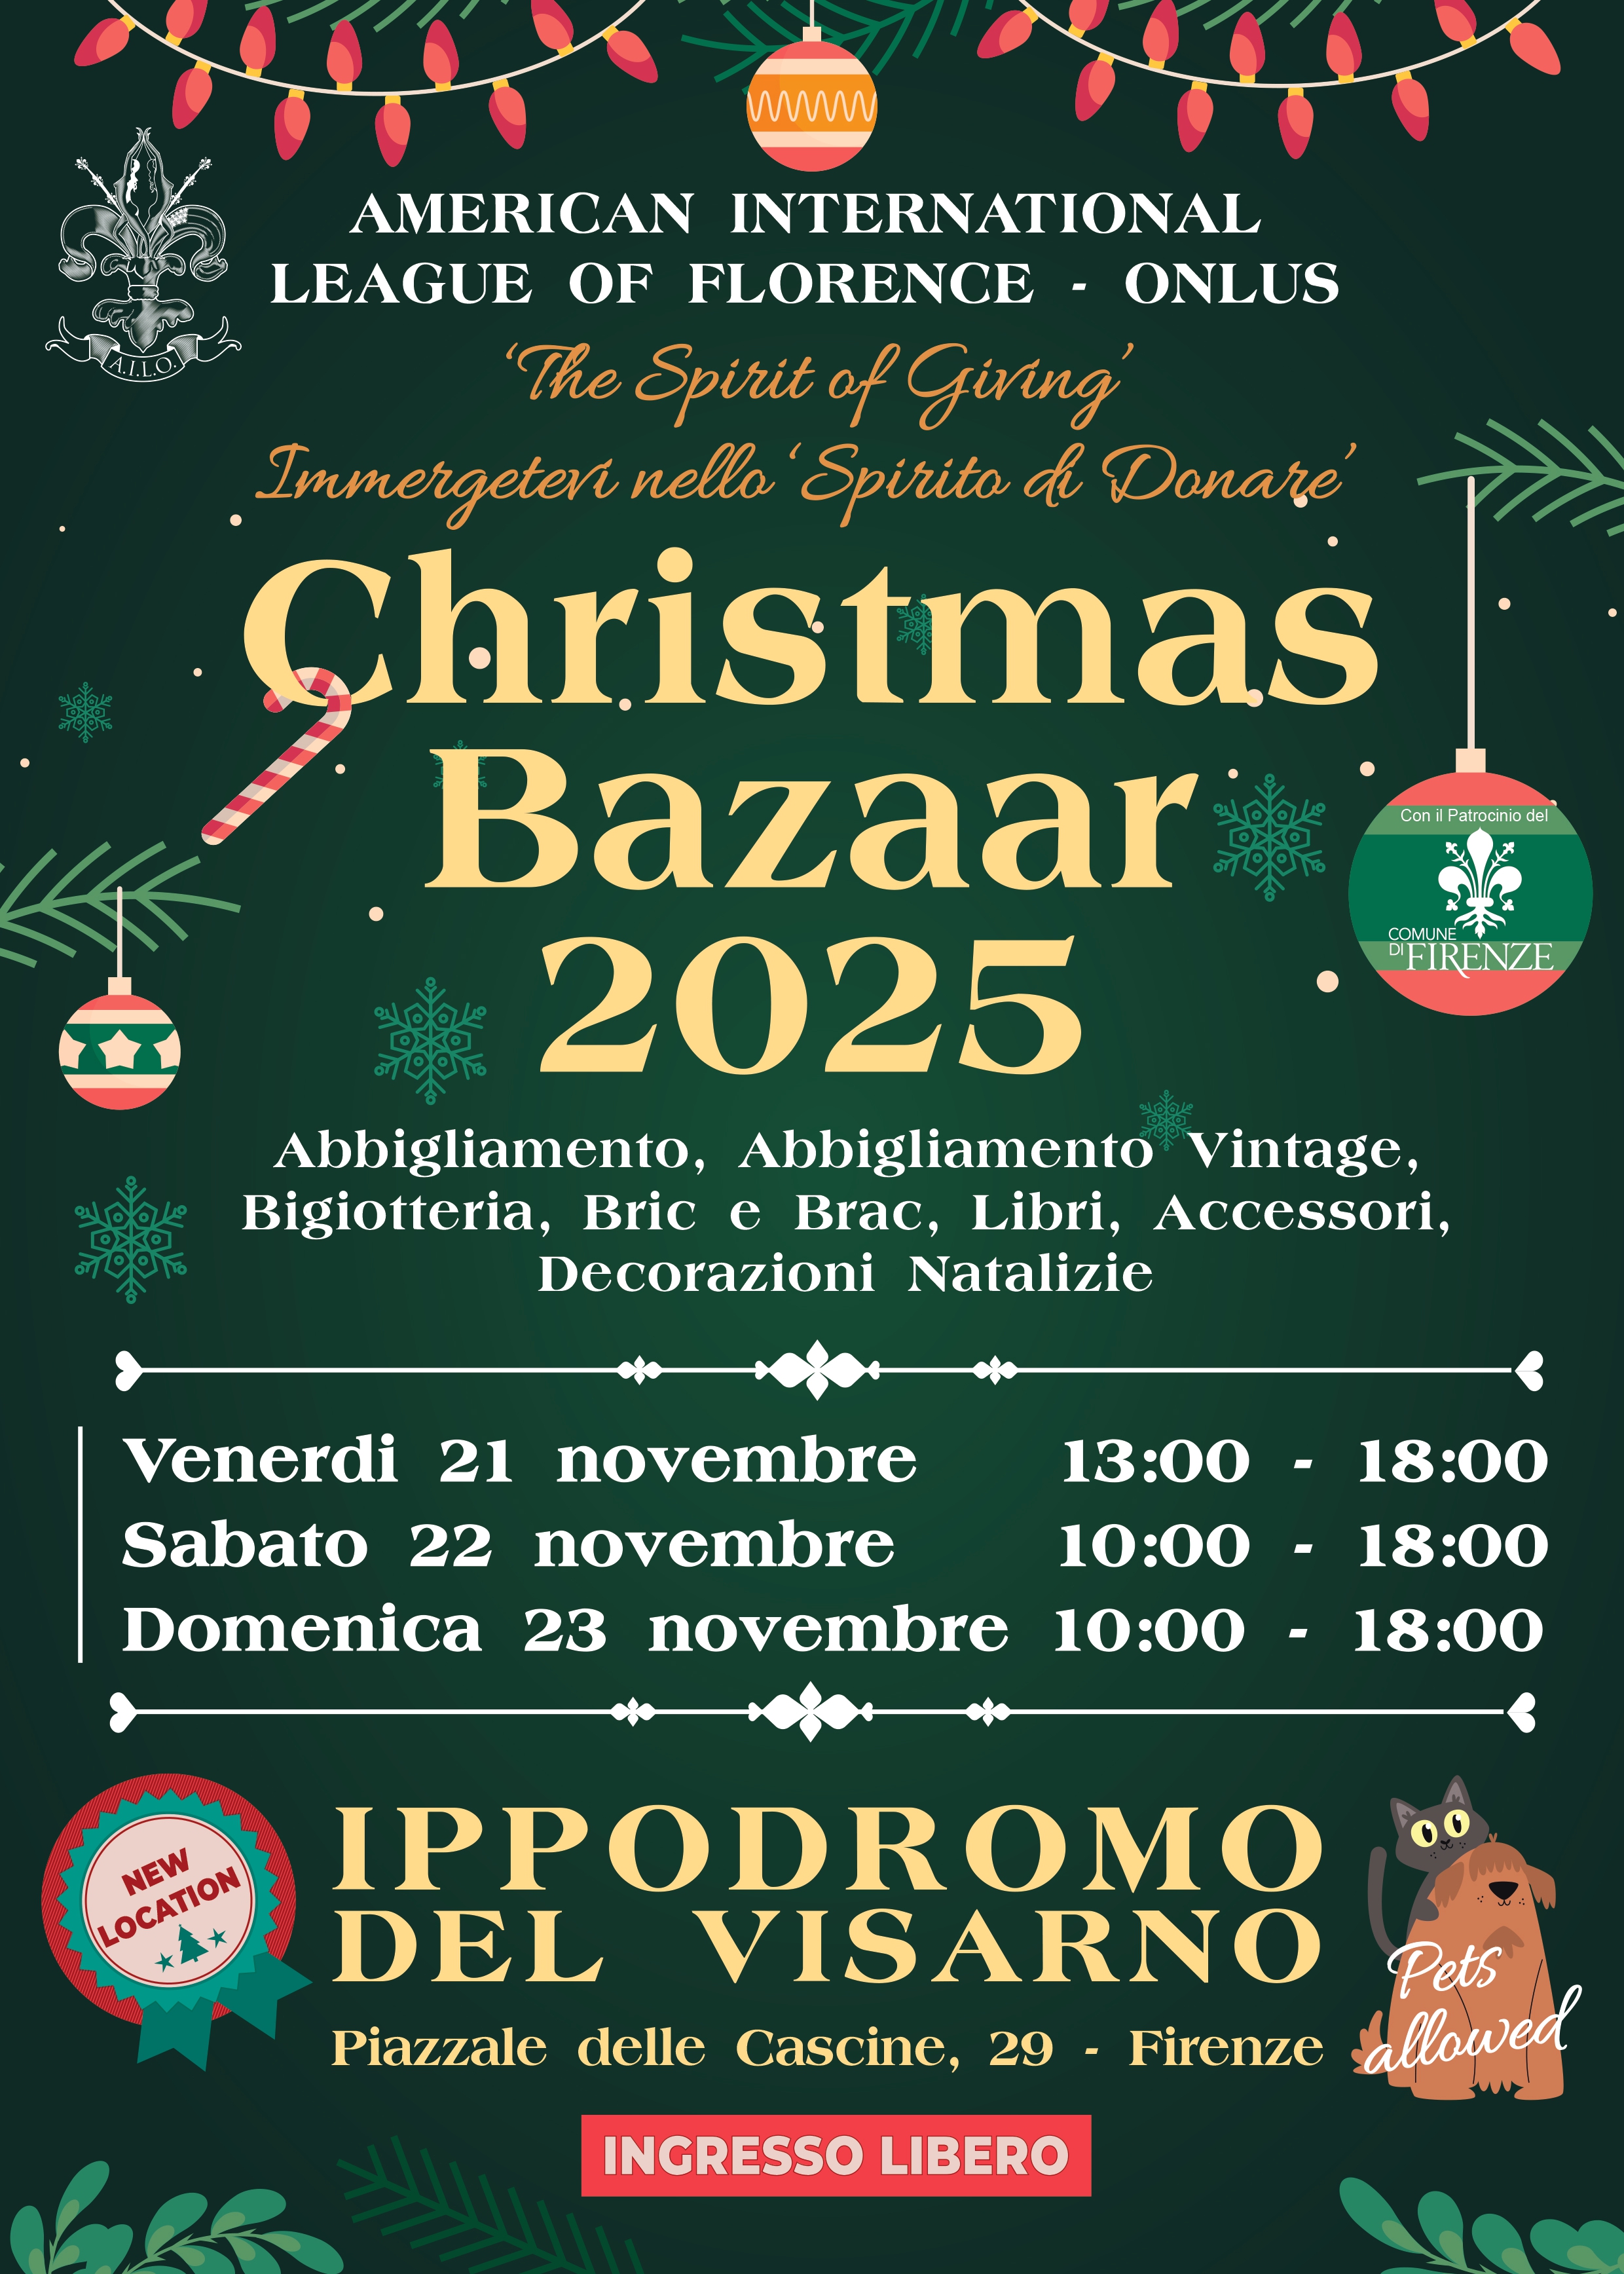 A.I.L.O.
AMERICAN INTERNATIONAL
LEAGUE OF FLORENCE - ONLUS
‘The Spirit of Giving’
Immergetevi nello ‘Spirito di Donare’
Christmas
Bazaar
2025
Con il Patrocinio del
COMUNE
DI FIRENZE
Abbigliamento, Abbigliamento Vintage,
Bigiotteria, Bric e Brac, Libri, Accessori,
Decorazioni Natalizie
Venerdi 21 novembre 13:00 - 18:00
Sabato 22 novembre 10:00 - 18:00
Domenica 23 novembre 10:00 - 18:00
NEW
LOCATION
IPPODROMO
DEL VISARNO
Piazzale delle Cascine, 29 - Firenze
Pets
allowed
INGRESSO LIBERO